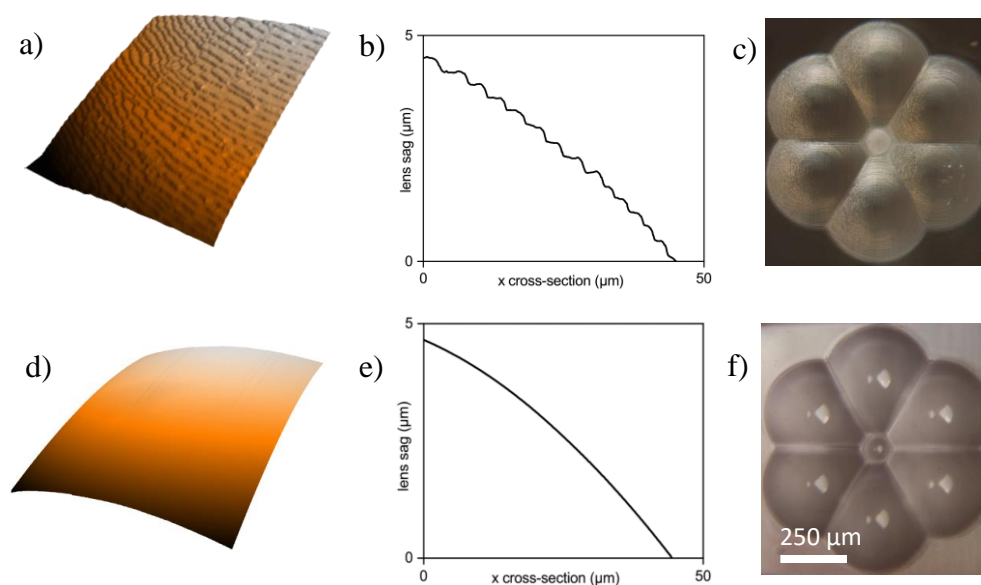 a)
b)
5
lens sag (µm)
0
0
50
x cross-section (µm)
c)
d)
e)
5
lens sag (µm)
0
0
50
x cross-section (µm)
f)
250 µm